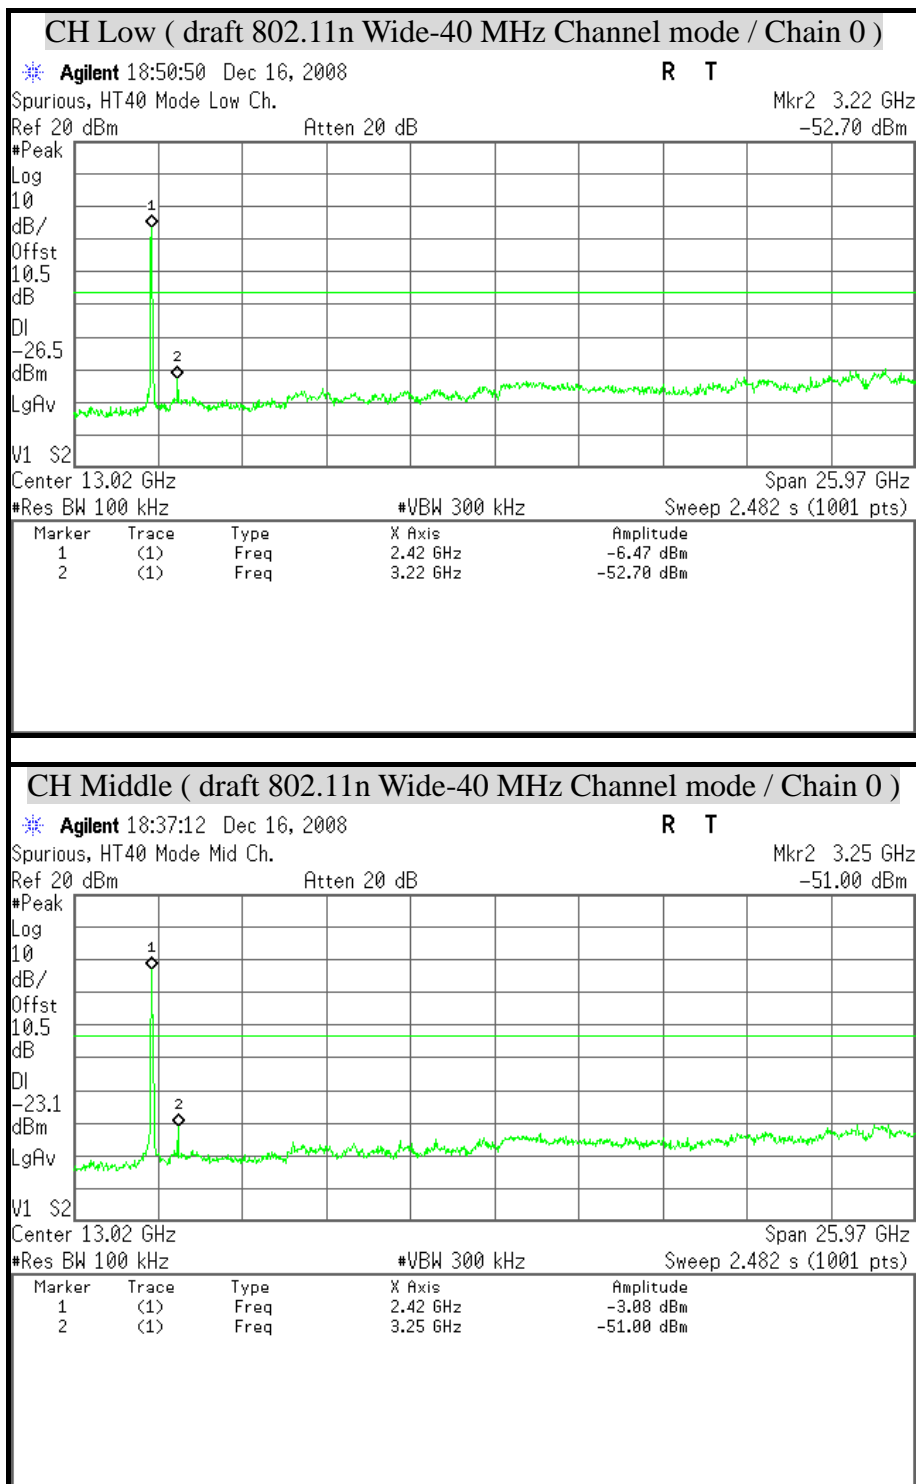 CH Low ( draft 802.11n Wide-40 MHz Channel mode / Chain 0 )
Agilent 18:50:50 Dec 16, 2008 R T
Spurious, HT40 Mode Low Ch. Mkr2 3.22 GHz
Ref 20 dBm Atten 20 dB -52.70 dBm
#Peak
Log
10
dB/
Offst
10.5
dB
DI
-26.5
dBm
LgAv
V1 S2
1
2
Center 13.02 GHz Span 25.97 GHz
#Res BW 100 kHz #VBW 300 kHz Sweep 2.482 s (1001 pts)
Marker Trace Type X Axis Amplitude
1 (1) Freq 2.42 GHz -6.47 dBm
2 (1) Freq 3.22 GHz -52.70 dBm
CH Middle ( draft 802.11n Wide-40 MHz Channel mode / Chain 0 )
Agilent 18:37:12 Dec 16, 2008 R T
Spurious, HT40 Mode Mid Ch. Mkr2 3.25 GHz
Ref 20 dBm Atten 20 dB -51.00 dBm
#Peak
Log
10
dB/
Offst
10.5
dB
DI
-23.1
dBm
LgAv
V1 S2
1
2
Center 13.02 GHz Span 25.97 GHz
#Res BW 100 kHz #VBW 300 kHz Sweep 2.482 s (1001 pts)
Marker Trace Type X Axis Amplitude
1 (1) Freq 2.42 GHz -3.08 dBm
2 (1) Freq 3.25 GHz -51.00 dBm